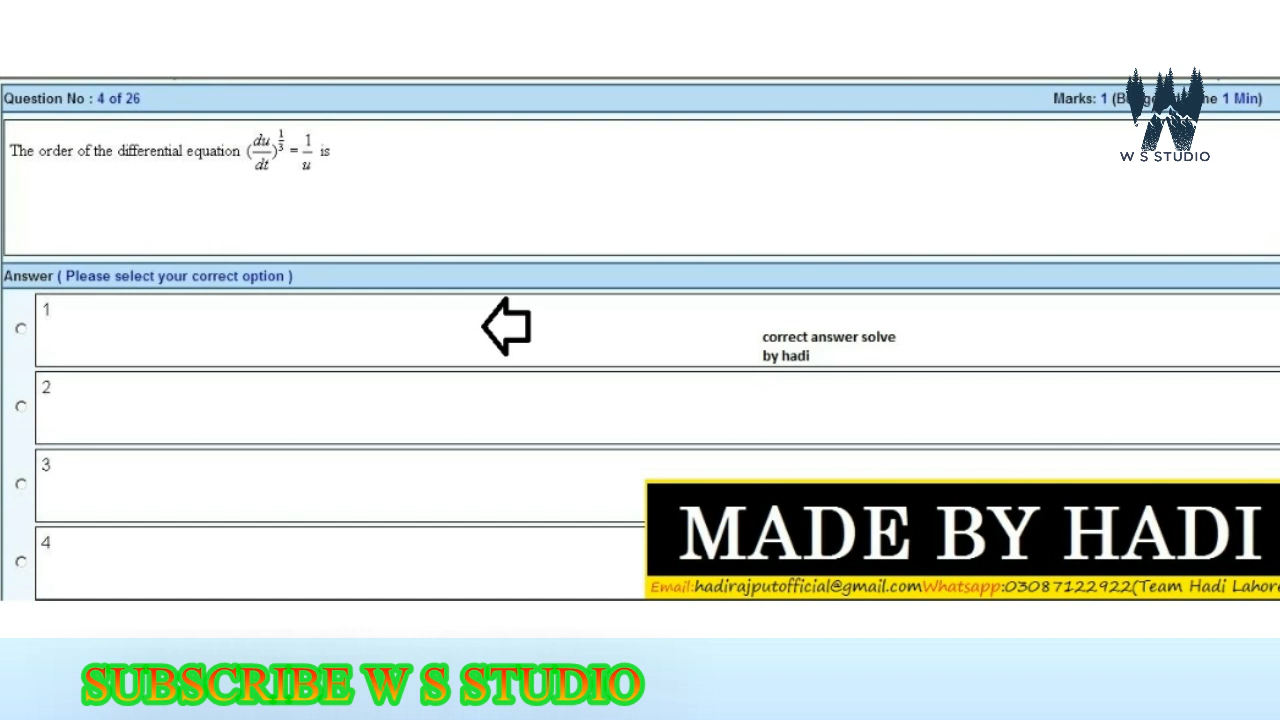 Question No : 4 of 26
Marks: 1 (B
he 1 Min)
W S STUDIO
The order of the differential equation (du/dt)^1/3 = 1/u is
Answer ( Please select your correct option )
1
correct answer solve
by hadi
2
3
4
MADE BY HADI
Email:hadirajputofficial@gmail.comWhatsapp:03087122922(Team Hadi Lahore
SUBSCRIBE W S STUDIO